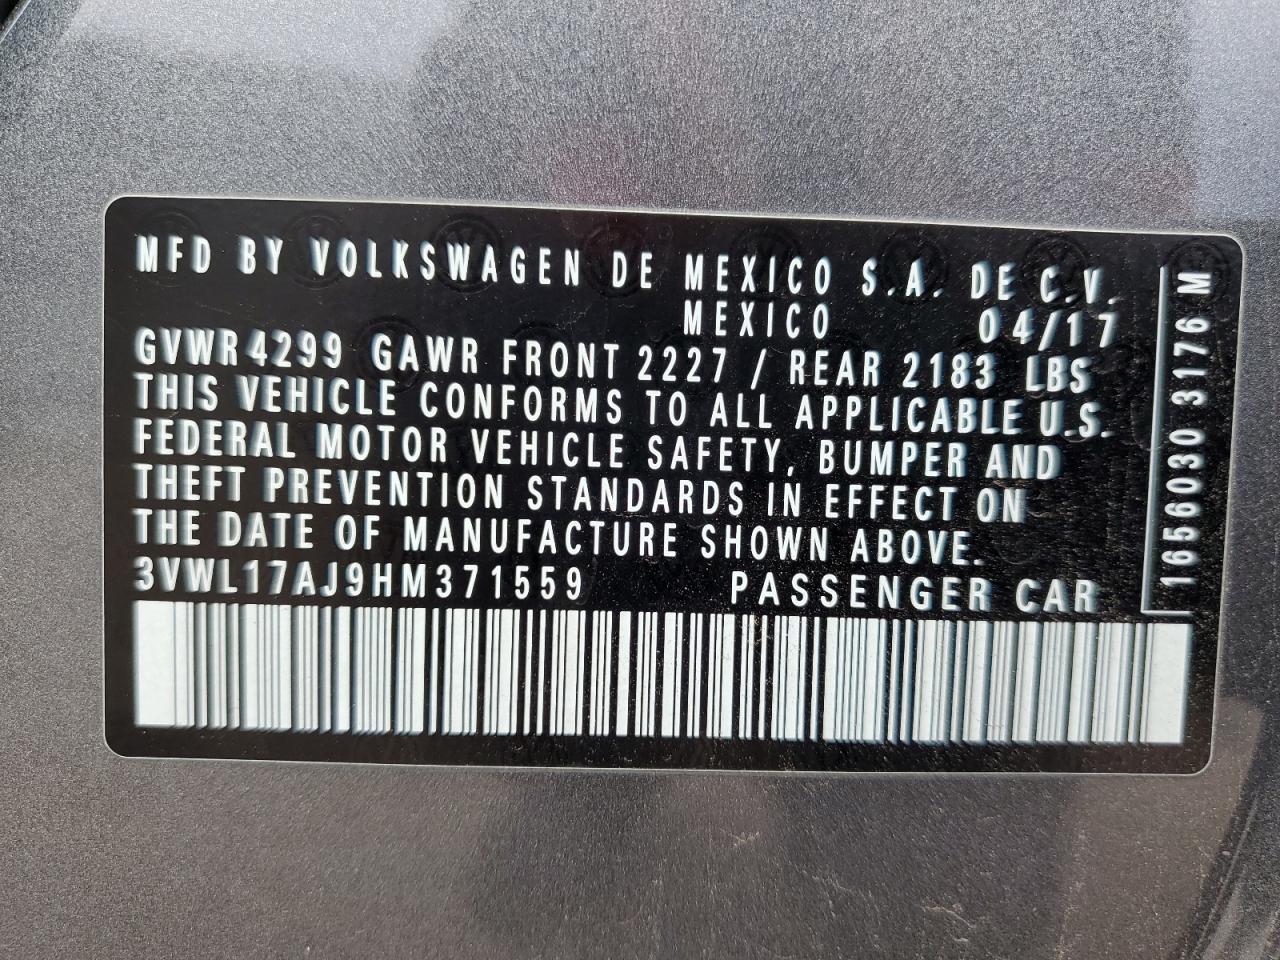 MFD BY VOLKSWAGEN DE MEXICO S.A. DE C.V.
MEXICO 04/17
GVWR 4299 GAWR FRONT 2227 / REAR 2183 LBS
THIS VEHICLE CONFORMS TO ALL APPLICABLE U.S.
FEDERAL MOTOR VEHICLE SAFETY, BUMPER AND
THEFT PREVENTION STANDARDS IN EFFECT ON
THE DATE OF MANUFACTURE SHOWN ABOVE.
3VWL17AJ9HM371559 PASSENGER CAR
1656030 3176 M